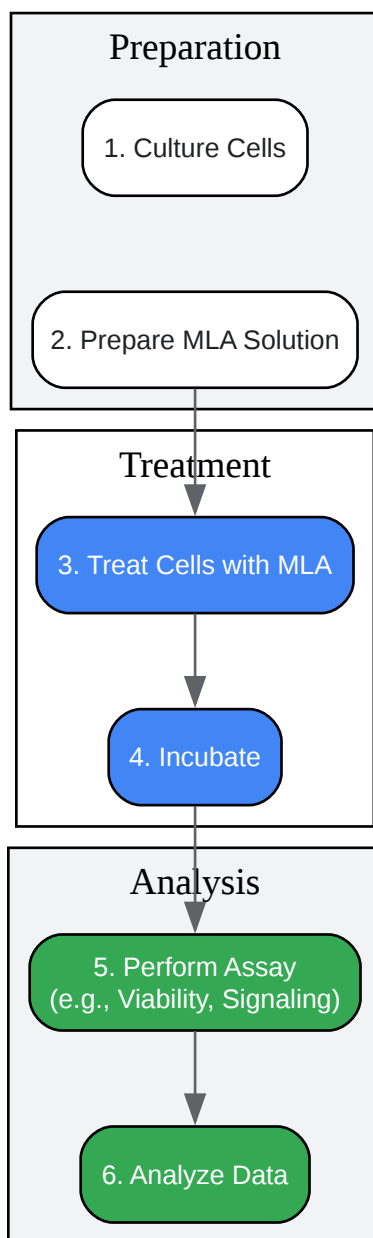 Preparation
1. Culture Cells
2. Prepare MLA Solution
Treatment
3. Treat Cells with MLA
4. Incubate
Analysis
5. Perform Assay
(e.g., Viability, Signaling)
6. Analyze Data